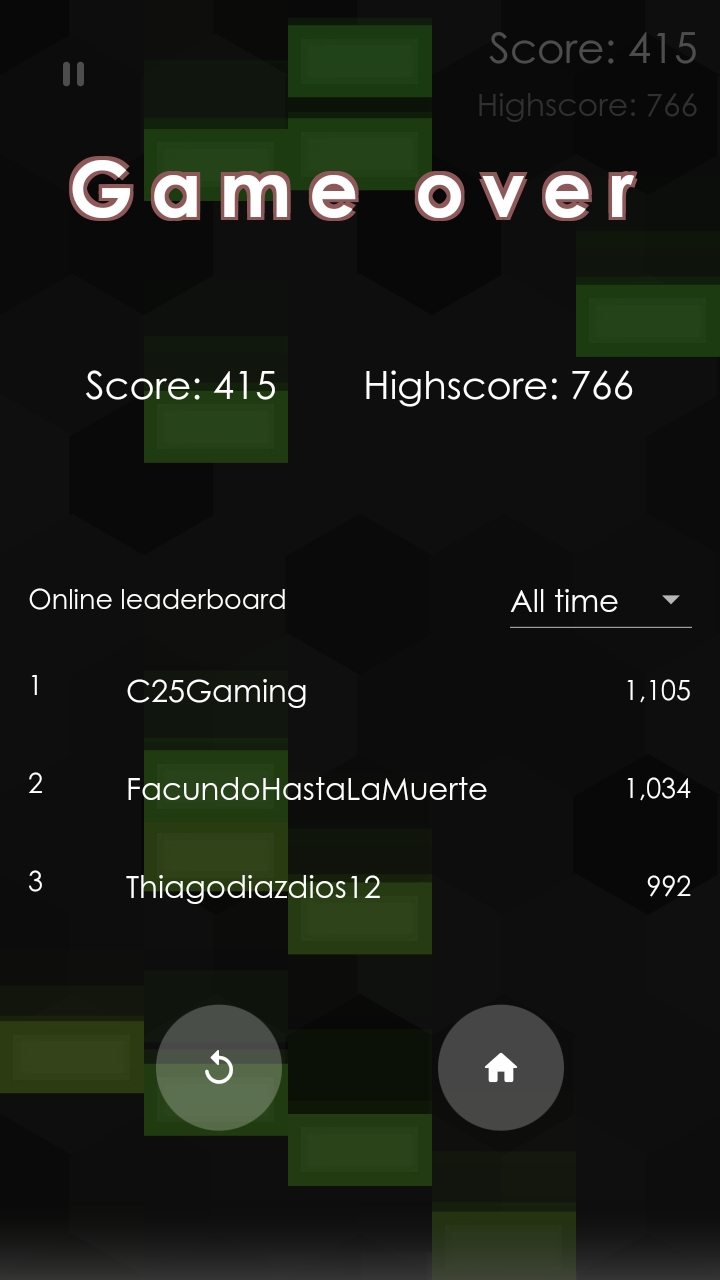 Score: 415
Highscore: 766
Game over
Score: 415 Highscore: 766
Online leaderboard All time
1 C25Gaming 1,105
2 FacundoHastaLaMuerte 1,034
3 Thiagodiazdios12 992